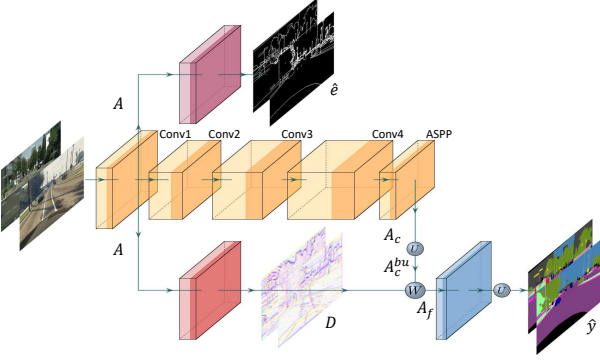 A
ê
Conv1 Conv2 Conv3 Conv4 ASPP
A
A_c
U
A_c^{bu}
W
A_f
U
D
ŷ